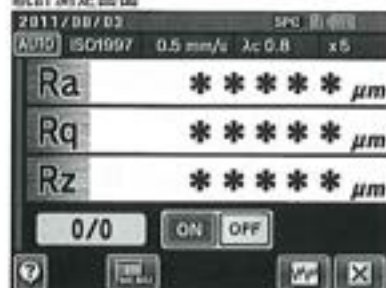 2011/00/03 SPC
AUTO ISO1997 0.5 mm/s λc 0.8 x5
Ra ***** μm
Rq ***** μm
Rz ***** μm
0/0 ON OFF
?